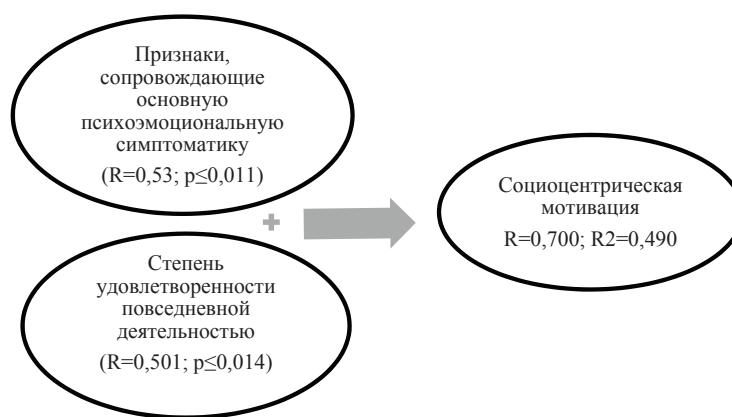 Признаки,
сопровождающие
основную
психоэмоциональную
симптоматику
(R=0,53; p≤0,011)
+
Степень
удовлетворенности
повседневной
деятельностью
(R=0,501; p≤0,014)
Социоцентрическая
мотивация
R=0,700; R2=0,490